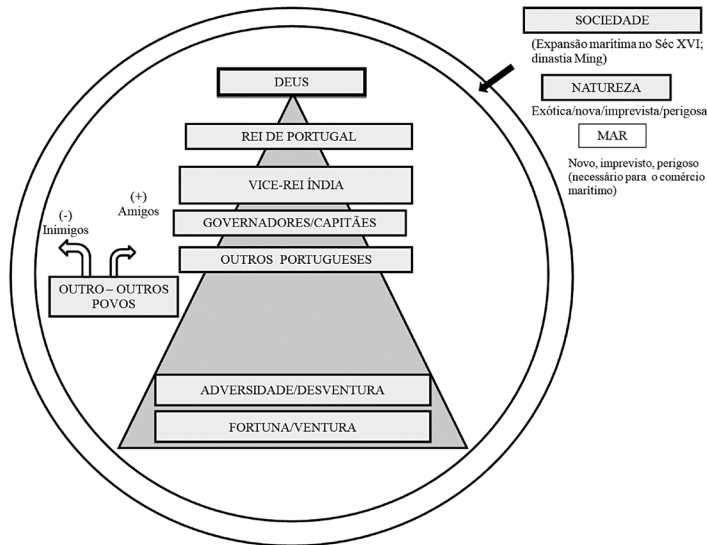 SOCIEDADE
(Expansão marítima no Séc XVI;
dinastia Ming)
NATUREZA
Exótica/nova/imprevista/perigosa
MAR
Novo, imprevisto, perigoso
(necessário para o comércio
marítimo)
DEUS
REI DE PORTUGAL
VICE-REI ÍNDIA
GOVERNADORES/CAPITÃES
OUTROS PORTUGUESES
(-)
Inimigos
(+)
Amigos
OUTRO – OUTROS
POVOS
ADVERSIDADE/DESVENTURA
FORTUNA/VENTURA